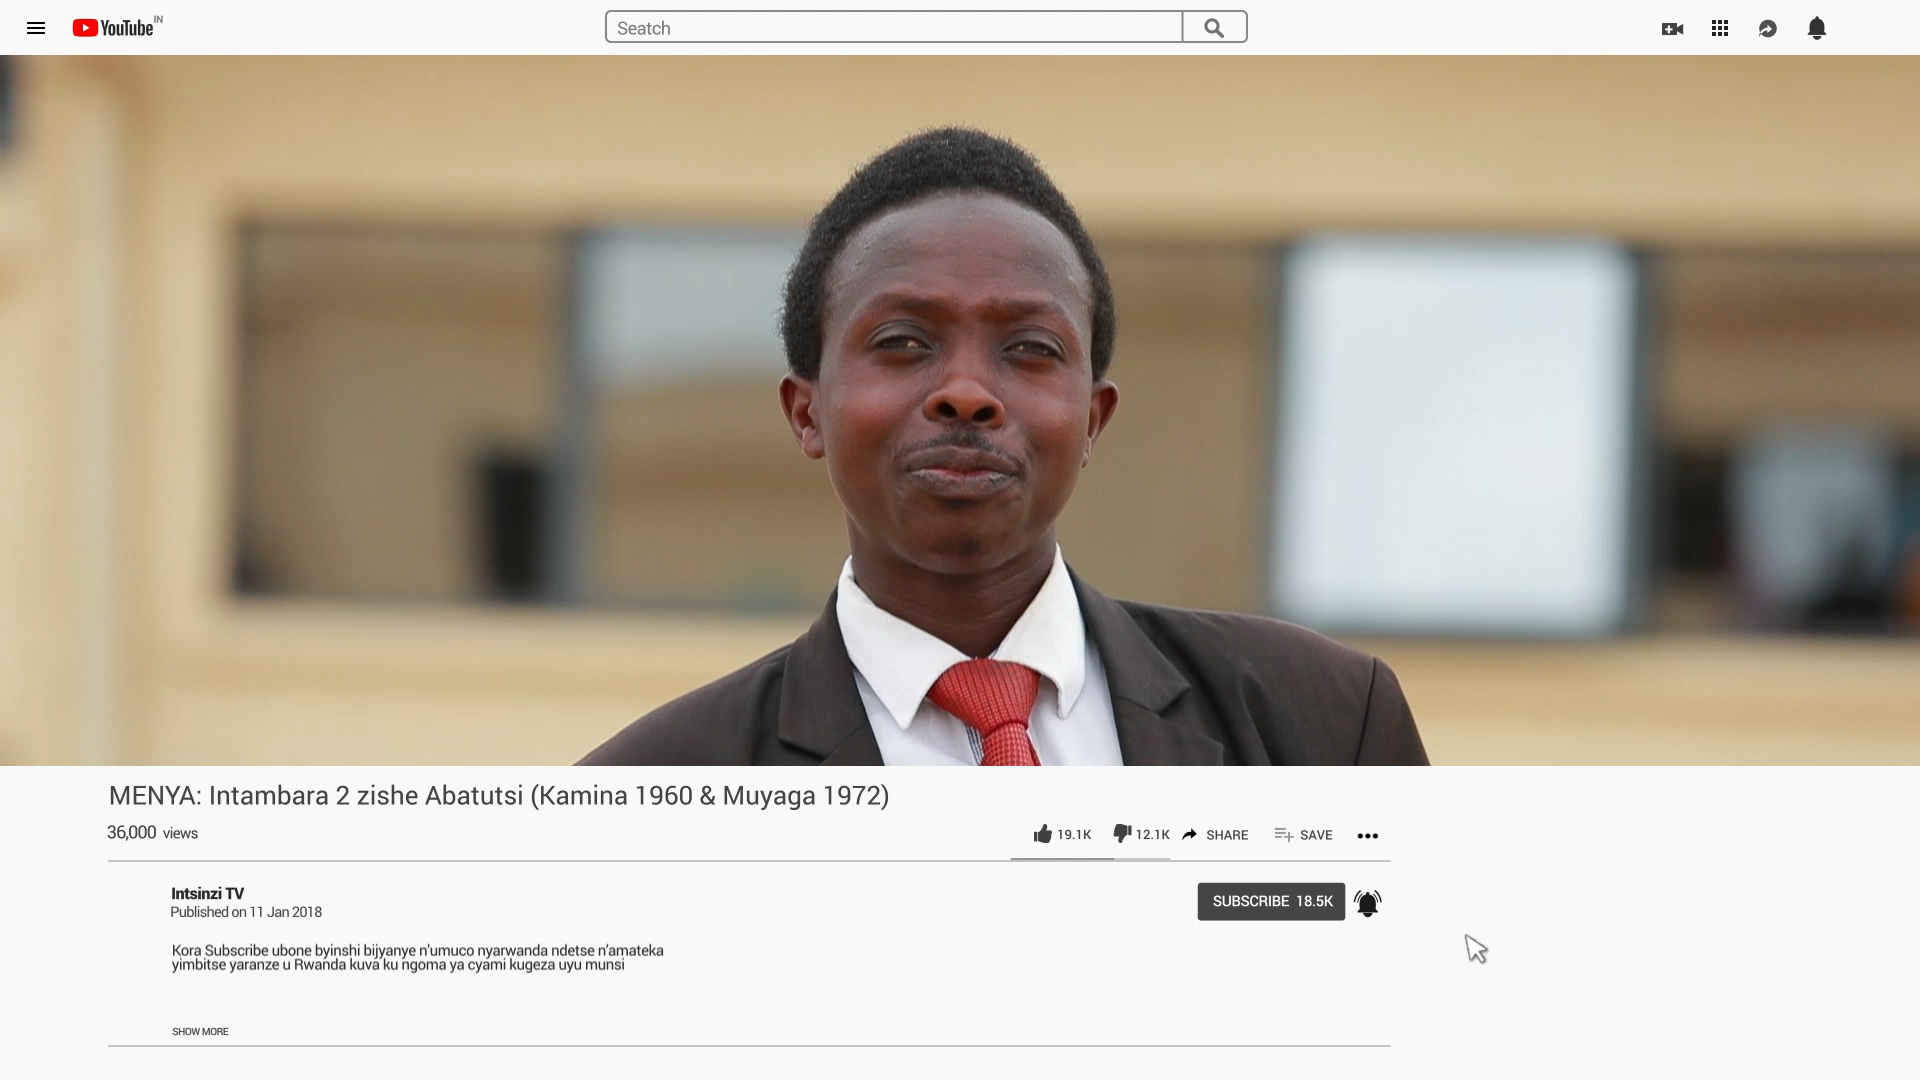 YouTube IN
Seatch
MENYA: Intambara 2 zishe Abatutsi (Kamina 1960 & Muyaga 1972)
36,000 views
19.1K 12.1K SHARE SAVE
Intsinzi TV
Published on 11 Jan 2018
SUBSCRIBE 18.5K
Kora Subscribe ubone byinshi bijyanye n'umuco nyarwanda ndetse n'amateka
yimbitse yaranze u Rwanda kuva ku ngoma ya cyami kugeza uyu munsi
SHOW MORE